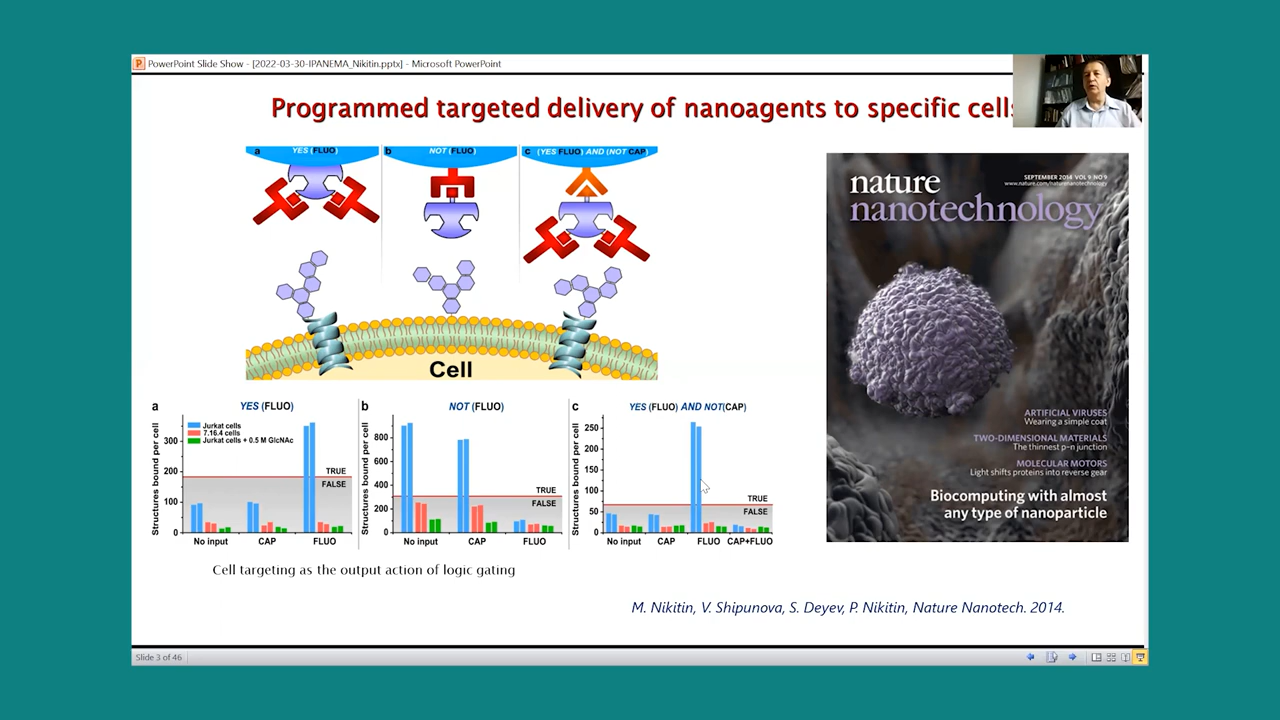 PowerPoint Slide Show - [2022-03-30-IPANEMA_Nikitin.pptx] - Microsoft PowerPoint
Programmed targeted delivery of nanoagents to specific cells
a YES (FLUO)
b NOT (FLUO)
c (YES FLUO) AND (NOT CAP)
Cell
nature
nanotechnology
SEPTEMBER 2014 VOL 9 NO 9
www.nature.com/naturenanotechnology
ARTIFICIAL VIRUSES
Wearing a simple coat
TWO-DIMENSIONAL MATERIALS
The thinnest p–n junction
MOLECULAR MOTORS
Light shifts proteins into reverse gear
Biocomputing with almost
any type of nanoparticle
a YES (FLUO)
Structures bound per cell
300
200
100
0
Jurkat cells
7.16.4 cells
Jurkat cells + 0.5 M GlcNAc
TRUE
FALSE
No input CAP FLUO
b NOT (FLUO)
Structures bound per cell
800
600
400
200
0
TRUE
FALSE
No input CAP FLUO
c YES (FLUO) AND NOT(CAP)
Structures bound per cell
250
200
150
100
50
0
TRUE
FALSE
No input CAP FLUO CAP+FLUO
Cell targeting as the output action of logic gating
M. Nikitin, V. Shipunova, S. Deyev, P. Nikitin, Nature Nanotech. 2014.
Slide 3 of 46